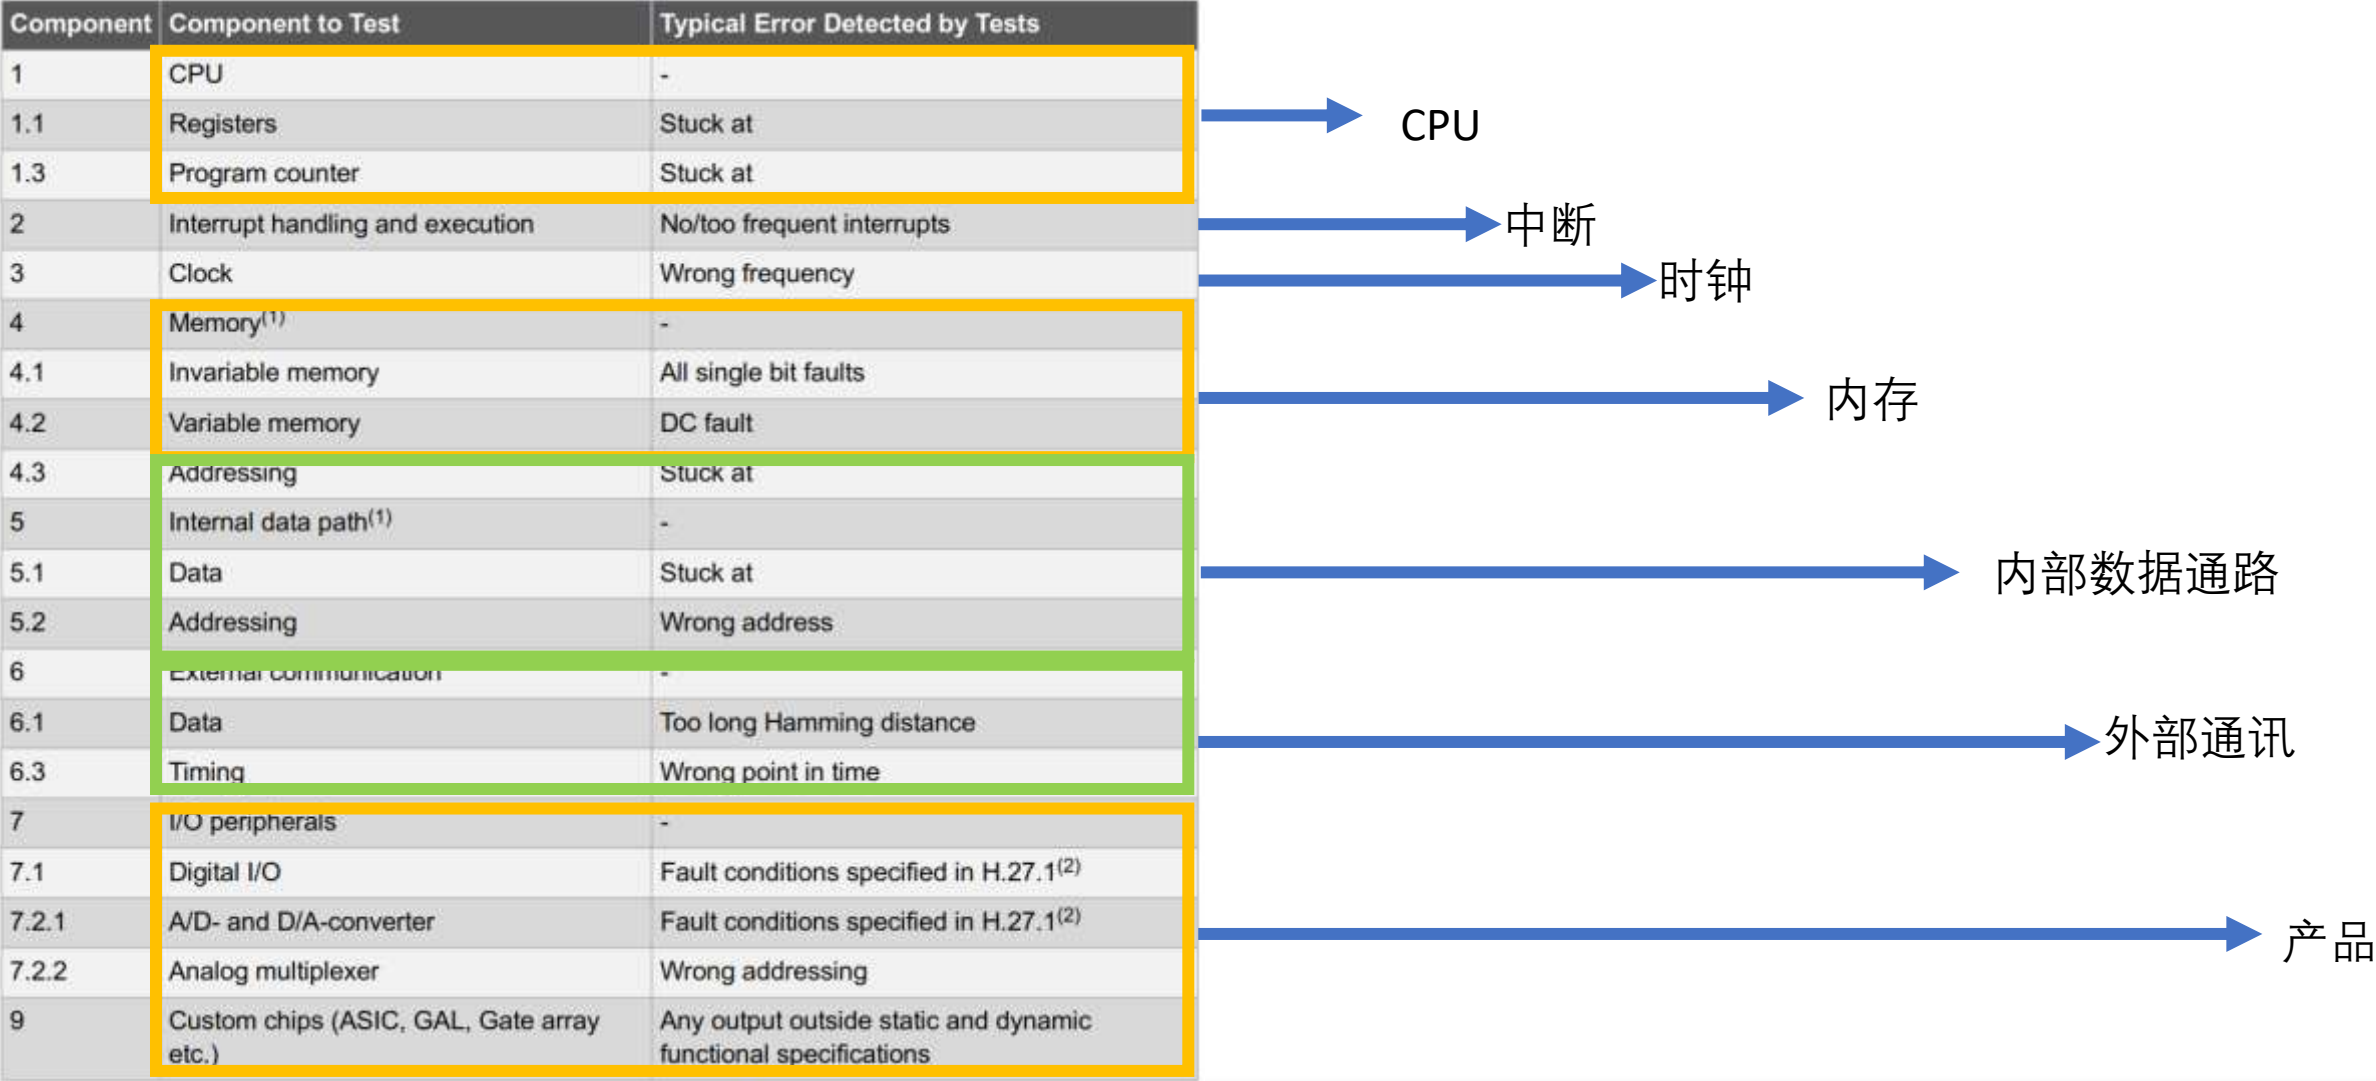 Component Component to Test Typical Error Detected by Tests
1 CPU -
1.1 Registers Stuck at
1.3 Program counter Stuck at
CPU
2 Interrupt handling and execution No/too frequent interrupts
中断
3 Clock Wrong frequency
时钟
4 Memory(1) -
4.1 Invariable memory All single bit faults
4.2 Variable memory DC fault
内存
4.3 Addressing Stuck at
5 Internal data path(1) -
5.1 Data Stuck at
5.2 Addressing Wrong address
内部数据通路
6 External communication -
6.1 Data Too long Hamming distance
6.3 Timing Wrong point in time
外部通讯
7 I/O peripherals -
7.1 Digital I/O Fault conditions specified in H.27.1(2)
7.2.1 A/D- and D/A-converter Fault conditions specified in H.27.1(2)
7.2.2 Analog multiplexer Wrong addressing
9 Custom chips (ASIC, GAL, Gate array Any output outside static and dynamic
etc.) functional specifications
产品